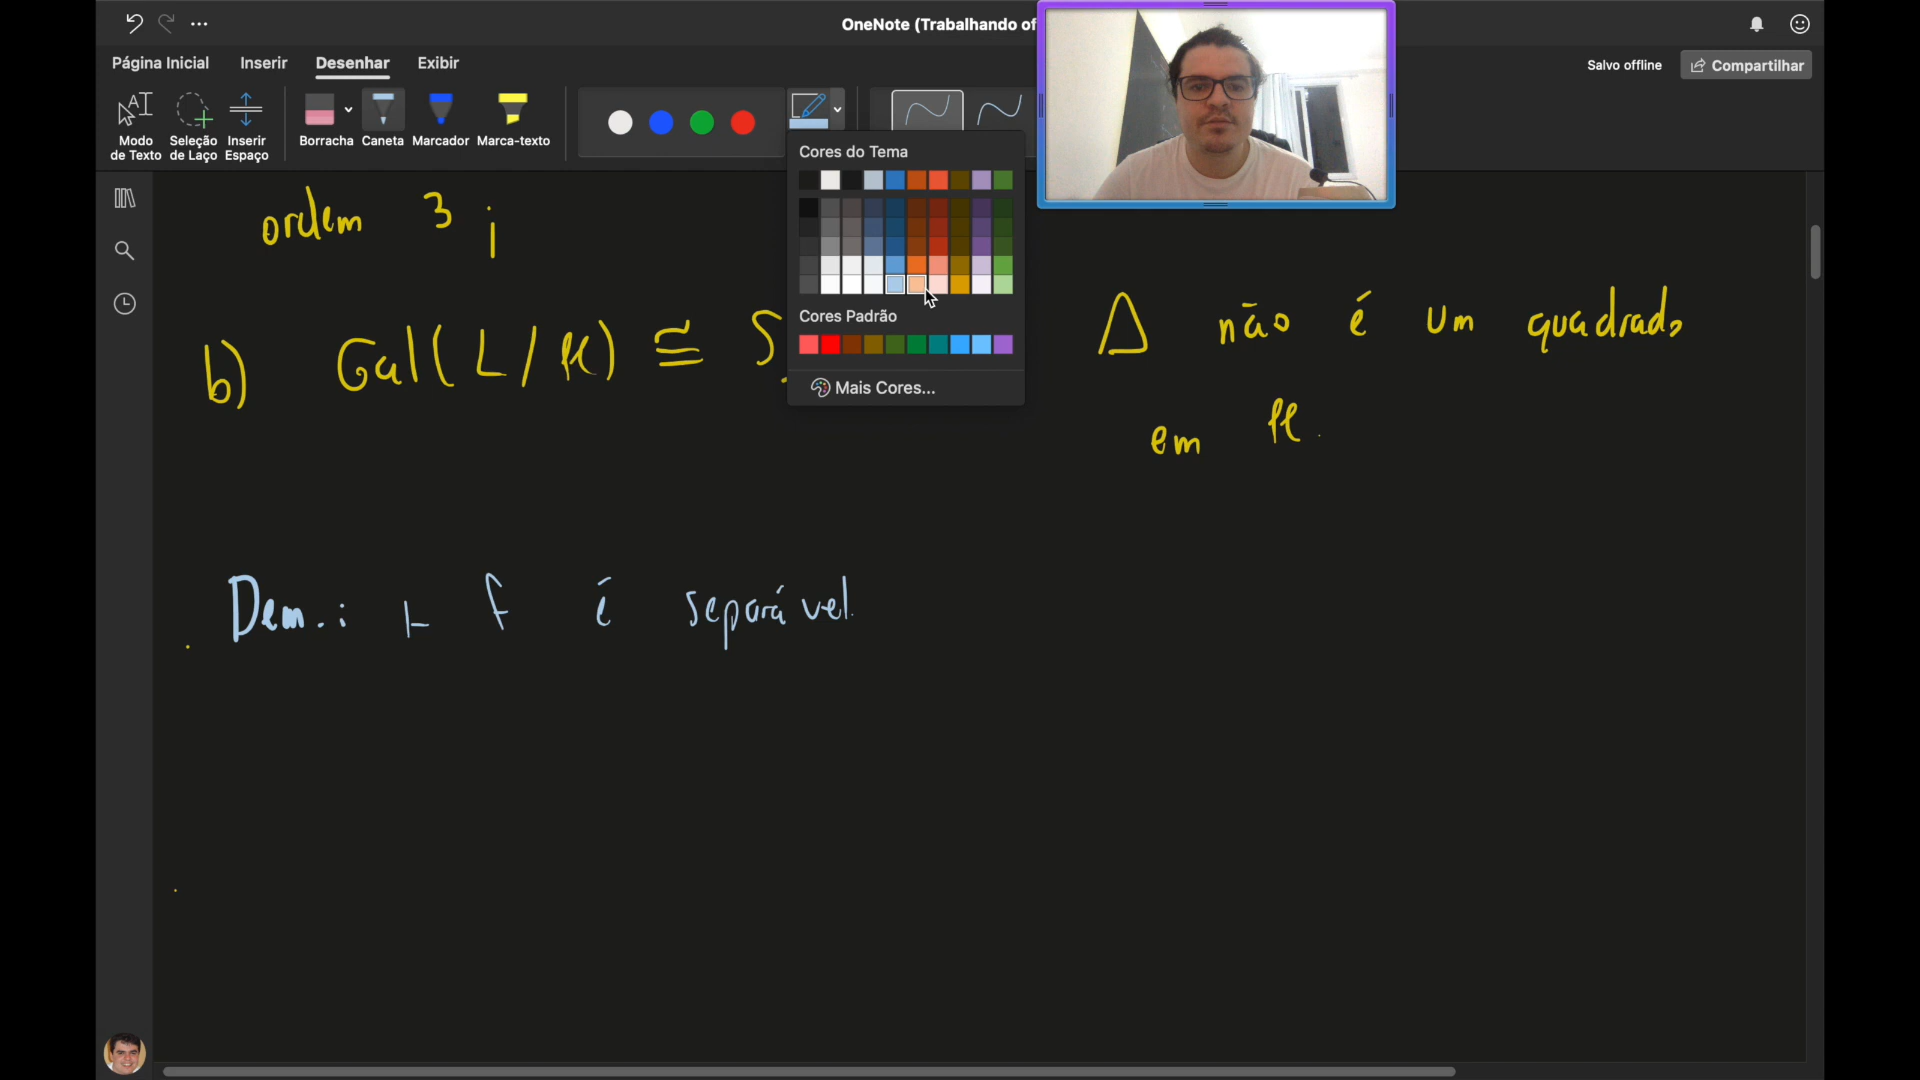 OneNote (Trabalhando of
Página Inicial Inserir Desenhar Exibir
Salvo offline Compartilhar
Modo de Texto
Seleção de Laço
Inserir Espaço
Borracha Caneta Marcador Marca-texto
Cores do Tema
Cores Padrão
Mais Cores...
ordem 3 ;
b) Gal(L/K) ≅ S
Δ não é um quadrado
em K.
Dem.: ⊢ f é separável.